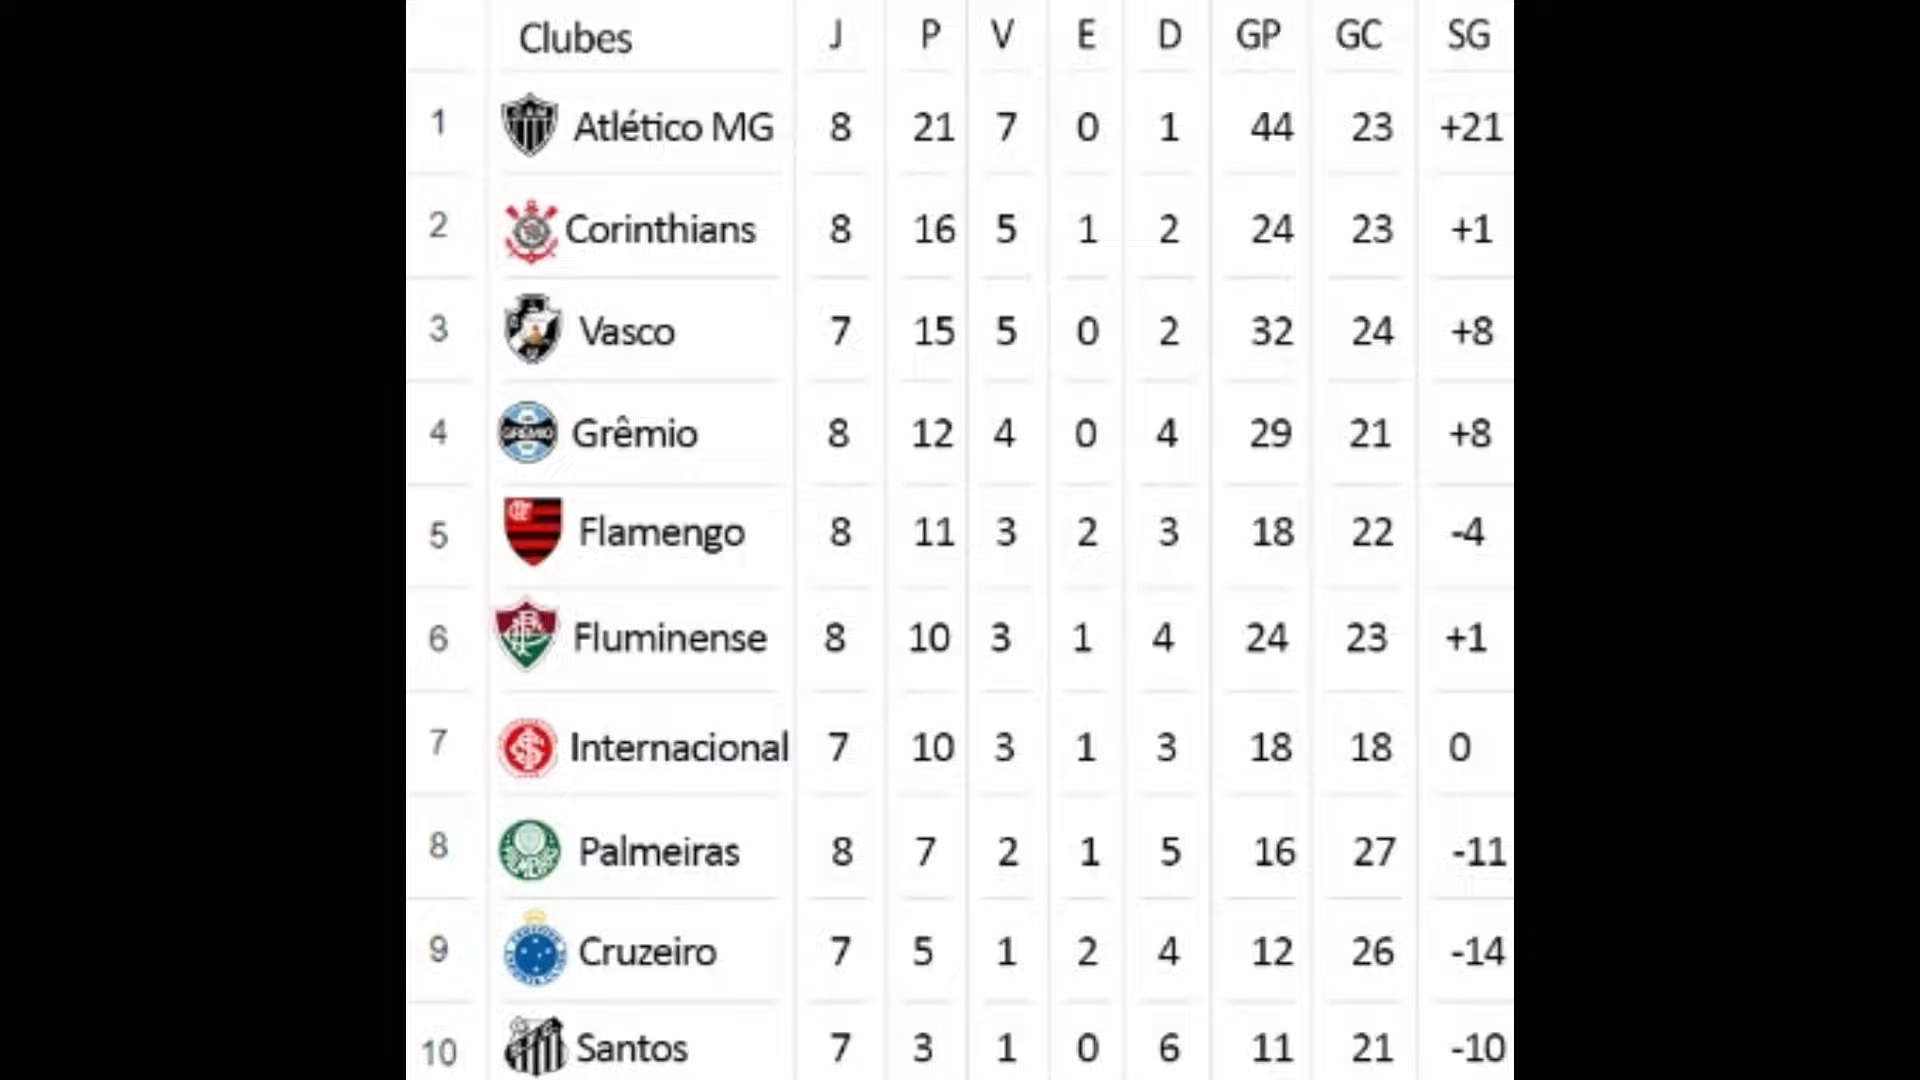 Clubes J P V E D GP GC SG
1 Atlético MG 8 21 7 0 1 44 23 +21
2 Corinthians 8 16 5 1 2 24 23 +1
3 Vasco 7 15 5 0 2 32 24 +8
4 GRÊMIO Grêmio 8 12 4 0 4 29 21 +8
5 Flamengo 8 11 3 2 3 18 22 -4
6 Fluminense 8 10 3 1 4 24 23 +1
7 Internacional 7 10 3 1 3 18 18 0
8 Palmeiras 8 7 2 1 5 16 27 -11
9 Cruzeiro 7 5 1 2 4 12 26 -14
10 Santos 7 3 1 0 6 11 21 -10